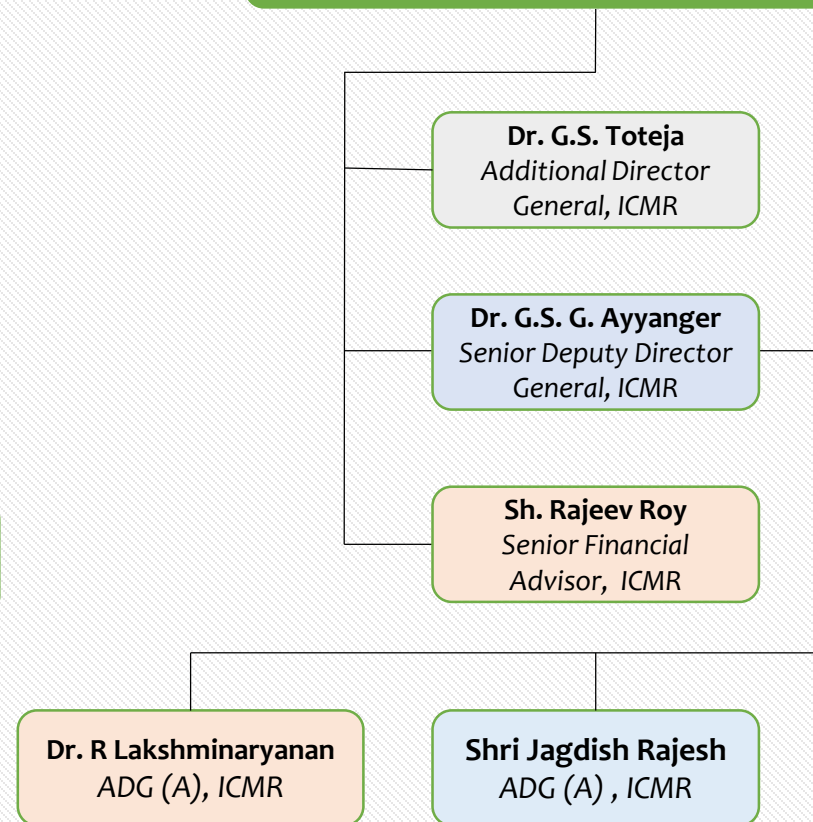 Dr. G.S. Toteja
Additional Director
General, ICMR
Dr. G.S. G. Ayyanger
Senior Deputy Director
General, ICMR
Sh. Rajeev Roy
Senior Financial
Advisor, ICMR
Dr. R Lakshminaryanan
ADG (A), ICMR
Shri Jagdish Rajesh
ADG (A) , ICMR